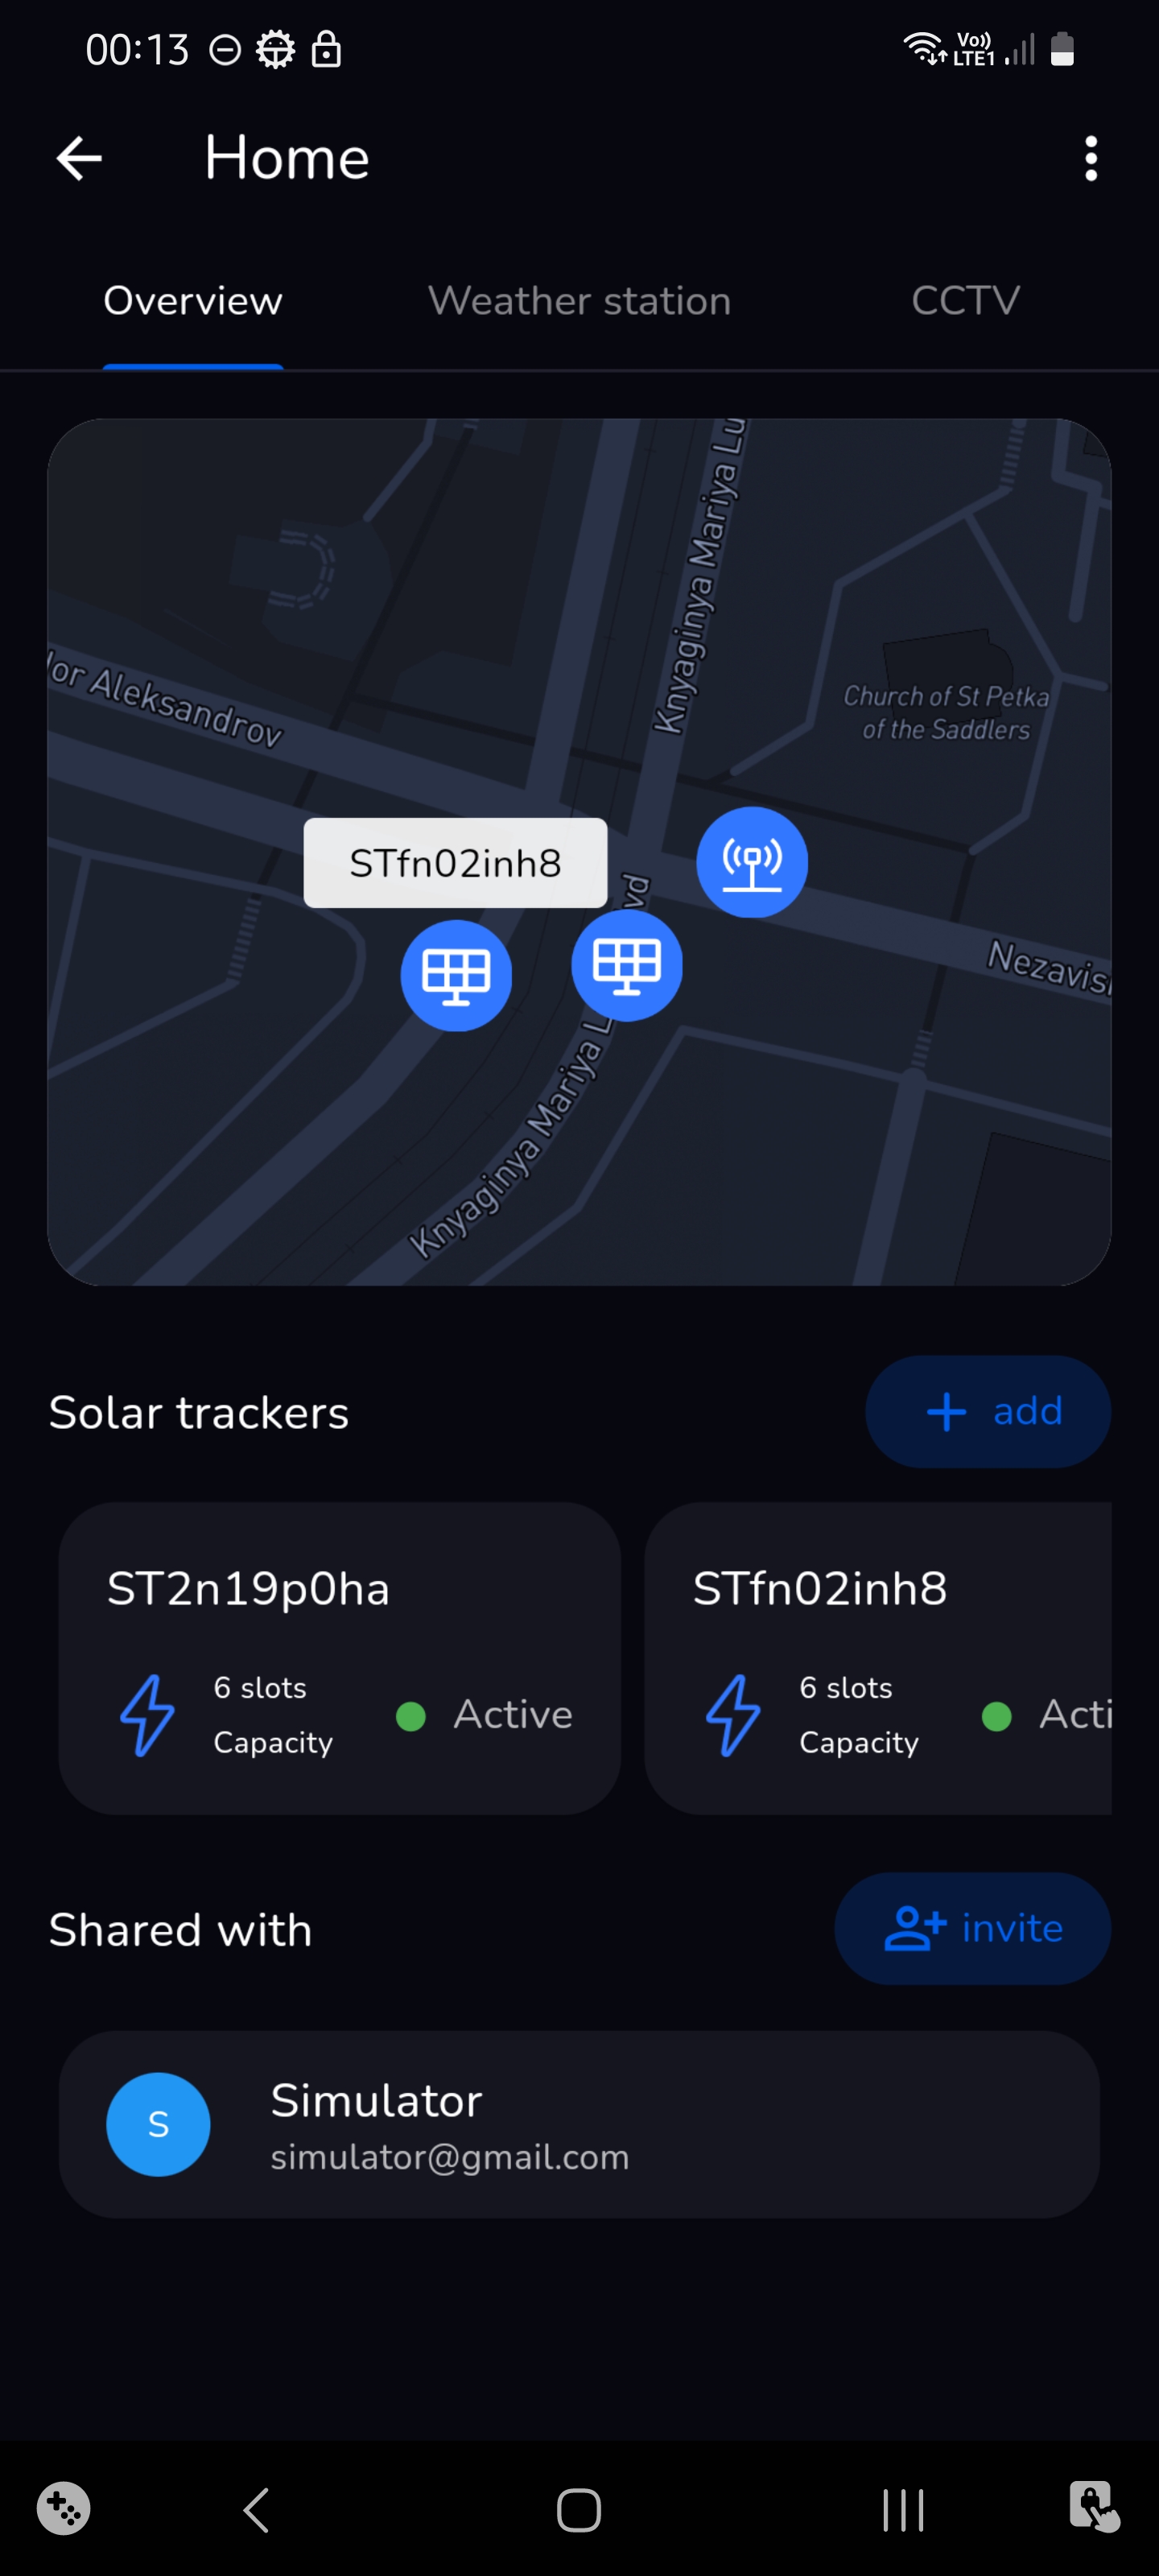 00:13
Vo))
LTE1
Home
Overview
Weather station
CCTV
Knyaginya Mariya Lu
lor Aleksandrov
Church of St Petka
of the Saddlers
STfn02inh8
vd
Nezavisi
Knyaginya Mariya L
Solar trackers
+ add
ST2n19p0ha
6 slots
Capacity
Active
STfn02inh8
6 slots
Capacity
Acti
Shared with
invite
S
Simulator
simulator@gmail.com